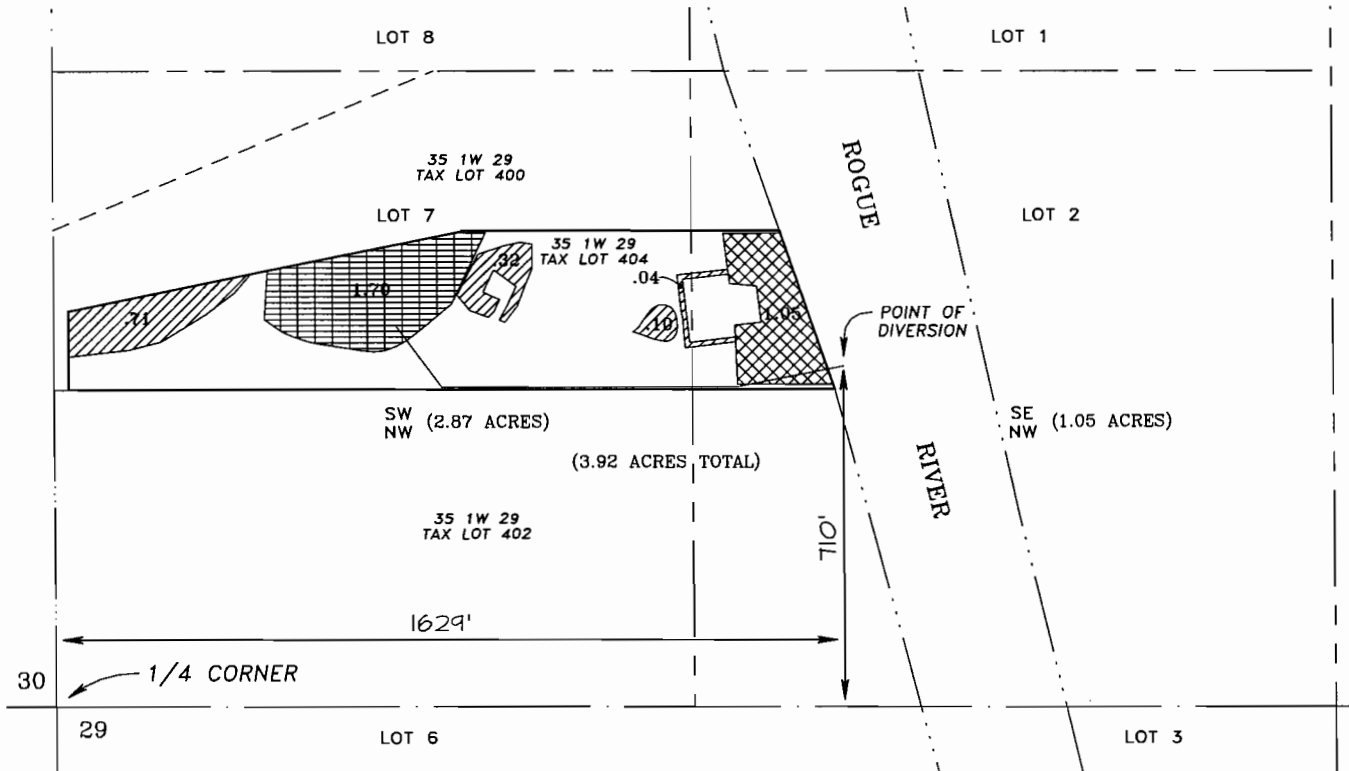 LOT 8
LOT 1
35 1W 29
TAX LOT 400
ROGUE
LOT 7
LOT 2
35 1W 29
TAX LOT 404
.32
.04
1.70
.71
.10
1.05
POINT OF
DIVERSION
SW
NW
(2.87 ACRES)
SE
NW
(1.05 ACRES)
(3.92 ACRES TOTAL)
RIVER
35 1W 29
TAX LOT 402
710'
1629'
1/4 CORNER
30
29
LOT 6
LOT 3